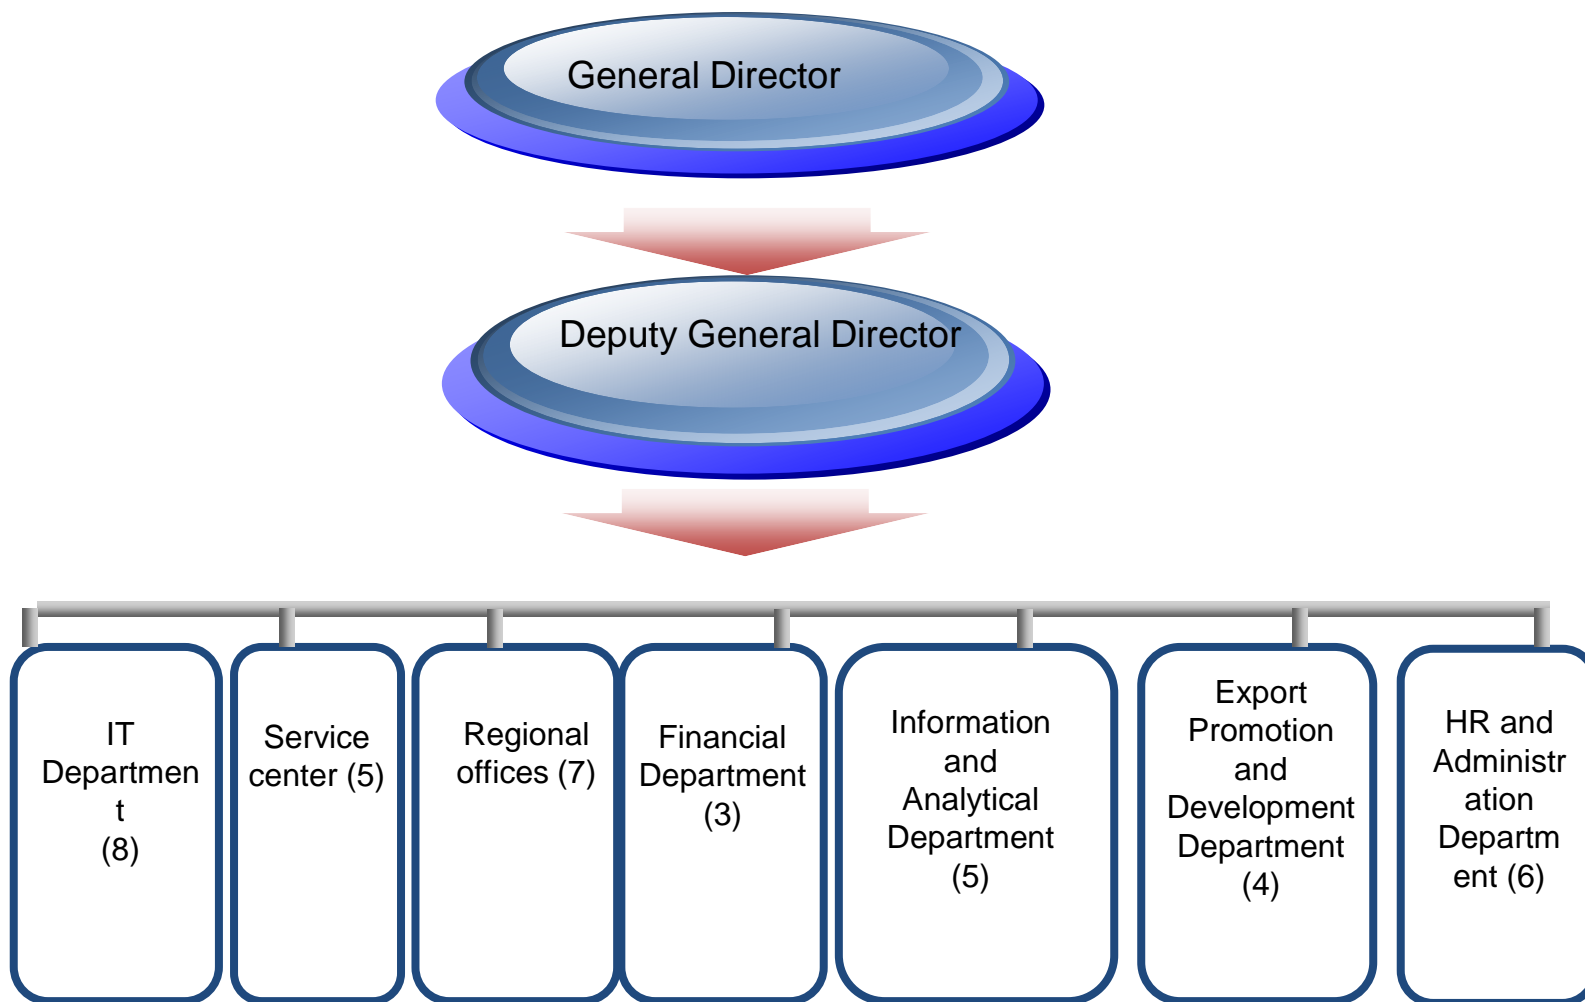 General Director
Deputy General Director
IT
Departmen
t
(8)
Service
center (5)
Regional
offices (7)
Financial
Department
(3)
Information
and
Analytical
Department
(5)
Export
Promotion
and
Development
Department
(4)
HR and
Administr
ation
Departm
ent (6)